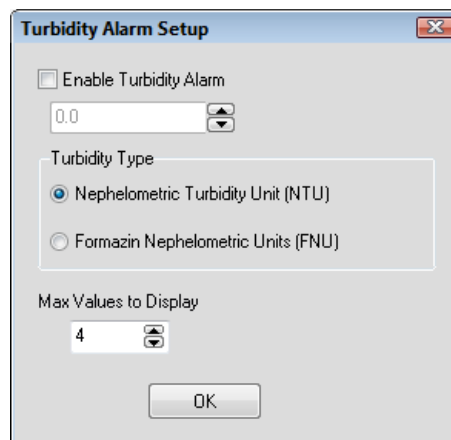 Turbidity Alarm Setup
Enable Turbidity Alarm
0.0
Turbidity Type
Nephelometric Turbidity Unit (NTU)
Formazin Nephelometric Units (FNU)
Max Values to Display
4
OK